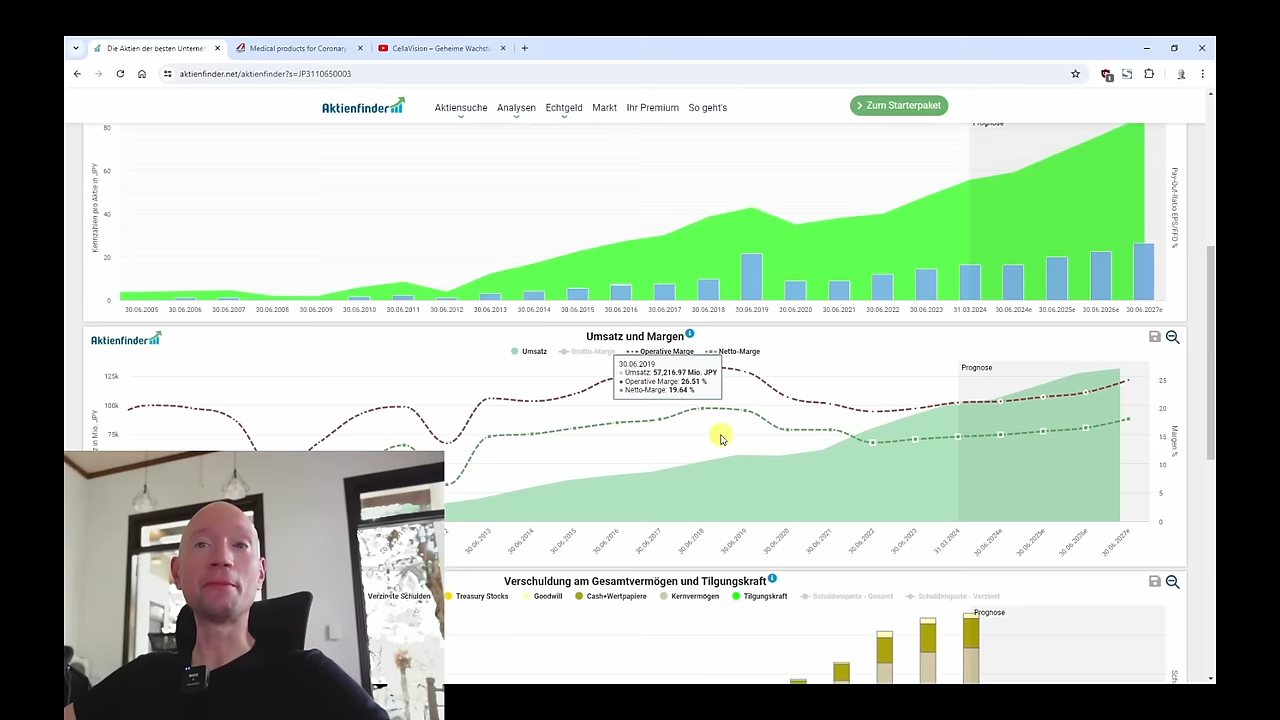 Die Aktien der besten Unterne
Medical products for Coronary
CellaVision – Geheime Wachst
aktienfinder.net/aktienfinder?s=JP3110650003
Aktienfinder
Aktiensuche
Analysen
Echtgeld
Markt
Ihr Premium
So geht's
Zum Starterpaket
Prognose
Kennzahlen pro Aktie in JPY
80
60
40
20
0
Pay-Out-Ratio EPS/FFO %
30.06.2005 30.06.2006 30.06.2007 30.06.2008 30.06.2009 30.06.2010 30.06.2011 30.06.2012 30.06.2013 30.06.2014 30.06.2015 30.06.2016 30.06.2017 30.06.2018 30.06.2019 30.06.2020 30.06.2021 30.06.2022 30.06.2023 31.03.2024 30.06.2024e 30.06.2025e 30.06.2026e 30.06.2027e
Aktienfinder
Umsatz und Margen
Umsatz Brutto-Marge Operative Marge Netto-Marge
30.06.2019
Umsatz: 57,216.97 Mio. JPY
Operative Marge: 26.51 %
Netto-Marge: 19.64 %
Prognose
125k
100k
75k
z in Mio. JPY
25
20
15
10
5
0
Margen %
30.06.2013 30.06.2014 30.06.2015 30.06.2016 30.06.2017 30.06.2018 30.06.2019 30.06.2020 30.06.2021 30.06.2022 30.06.2023 31.03.2024 30.06.2024e 30.06.2025e 30.06.2026e 30.06.2027e
Verschuldung am Gesamtvermögen und Tilgungskraft
Verzinste Schulden Treasury Stocks Goodwill Cash+Wertpapiere Kernvermögen Tilgungskraft Schuldenquote - Gesamt Schuldenquote - Verzinst
Prognose